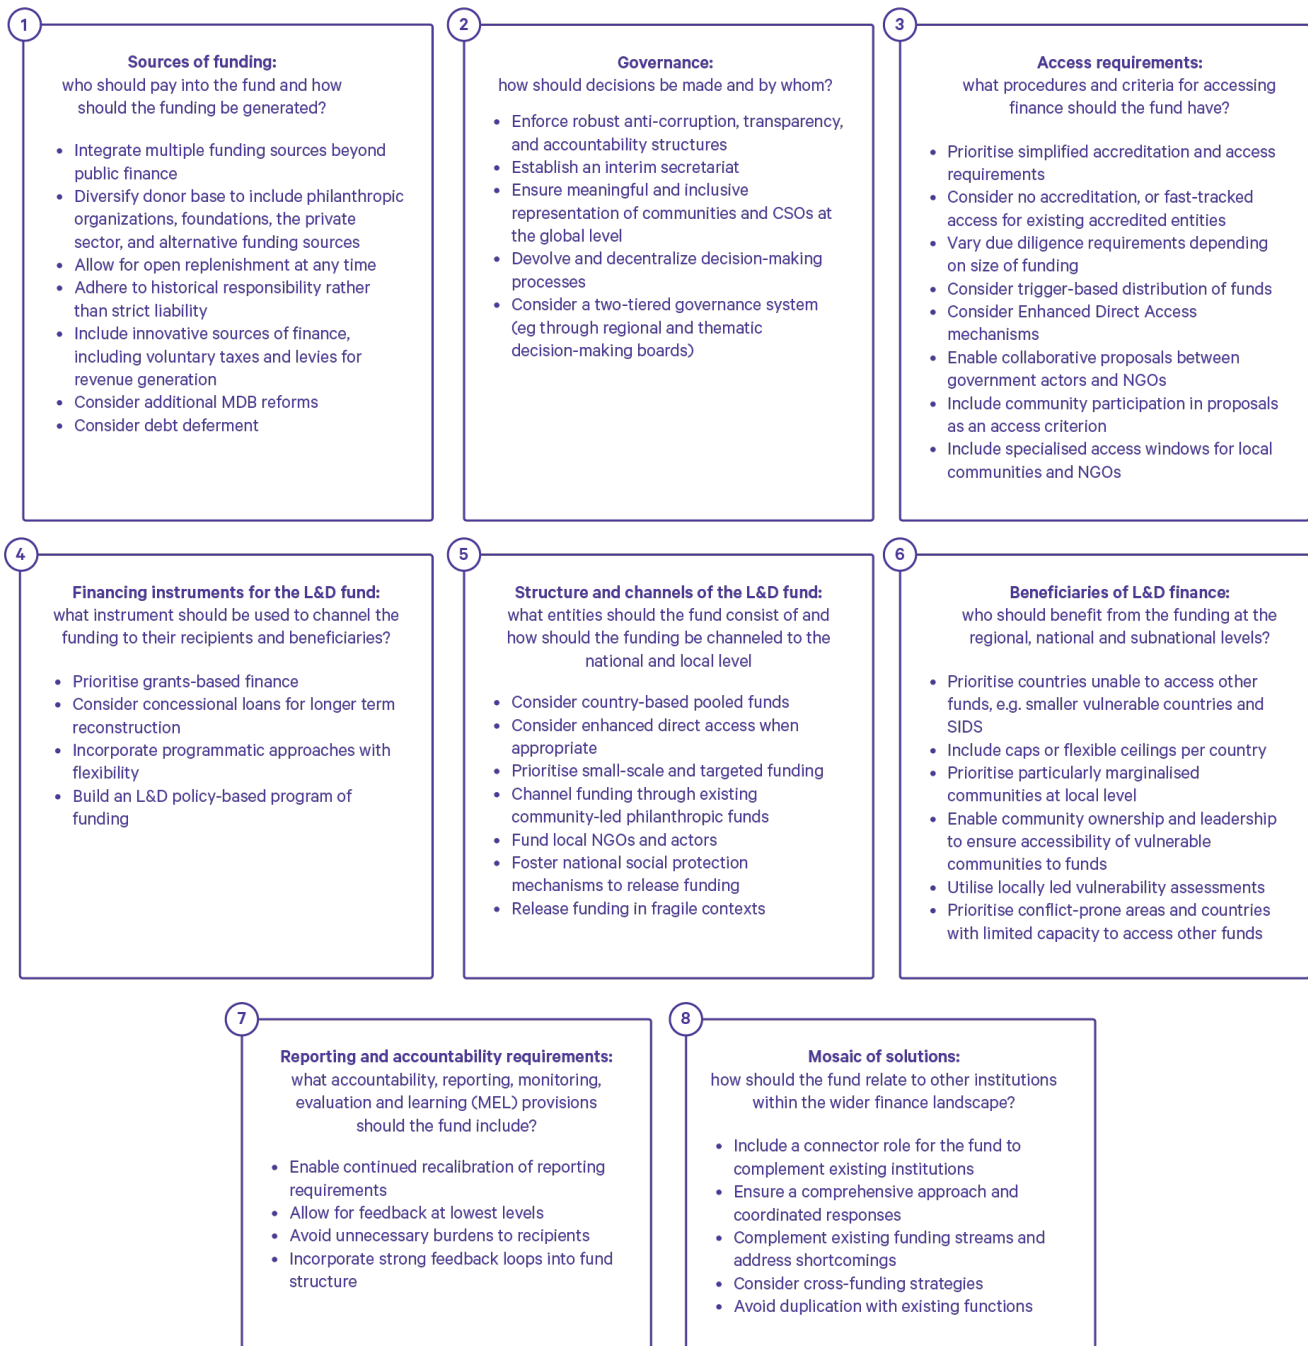 1
Sources of funding:
who should pay into the fund and how
should the funding be generated?
• Integrate multiple funding sources beyond
public finance
• Diversify donor base to include philanthropic
organizations, foundations, the private
sector, and alternative funding sources
• Allow for open replenishment at any time
• Adhere to historical responsibility rather
than strict liability
• Include innovative sources of finance,
including voluntary taxes and levies for
revenue generation
• Consider additional MDB reforms
• Consider debt deferment
2
Governance:
how should decisions be made and by whom?
• Enforce robust anti-corruption, transparency,
and accountability structures
• Establish an interim secretariat
• Ensure meaningful and inclusive
representation of communities and CSOs at
the global level
• Devolve and decentralize decision-making
processes
• Consider a two-tiered governance system
(eg through regional and thematic
decision-making boards)
3
Access requirements:
what procedures and criteria for accessing
finance should the fund have?
• Prioritise simplified accreditation and access
requirements
• Consider no accreditation, or fast-tracked
access for existing accredited entities
• Vary due diligence requirements depending
on size of funding
• Consider trigger-based distribution of funds
• Consider Enhanced Direct Access
mechanisms
• Enable collaborative proposals between
government actors and NGOs
• Include community participation in proposals
as an access criterion
• Include specialised access windows for local
communities and NGOs
4
Financing instruments for the L&D fund:
what instrument should be used to channel the
funding to their recipients and beneficiaries?
• Prioritise grants-based finance
• Consider concessional loans for longer term
reconstruction
• Incorporate programmatic approaches with
flexibility
• Build an L&D policy-based program of
funding
5
Structure and channels of the L&D fund:
what entities should the fund consist of and
how should the funding be channeled to the
national and local level
• Consider country-based pooled funds
• Consider enhanced direct access when
appropriate
• Prioritise small-scale and targeted funding
• Channel funding through existing
community-led philanthropic funds
• Fund local NGOs and actors
• Foster national social protection
mechanisms to release funding
• Release funding in fragile contexts
6
Beneficiaries of L&D finance:
who should benefit from the funding at the
regional, national and subnational levels?
• Prioritise countries unable to access other
funds, e.g. smaller vulnerable countries and
SIDS
• Include caps or flexible ceilings per country
• Prioritise particularly marginalised
communities at local level
• Enable community ownership and leadership
to ensure accessibility of vulnerable
communities to funds
• Utilise locally led vulnerability assessments
• Prioritise conflict-prone areas and countries
with limited capacity to access other funds
7
Reporting and accountability requirements:
what accountability, reporting, monitoring,
evaluation and learning (MEL) provisions
should the fund include?
• Enable continued recalibration of reporting
requirements
• Allow for feedback at lowest levels
• Avoid unnecessary burdens to recipients
• Incorporate strong feedback loops into fund
structure
8
Mosaic of solutions:
how should the fund relate to other institutions
within the wider finance landscape?
• Include a connector role for the fund to
complement existing institutions
• Ensure a comprehensive approach and
coordinated responses
• Complement existing funding streams and
address shortcomings
• Consider cross-funding strategies
• Avoid duplication with existing functions